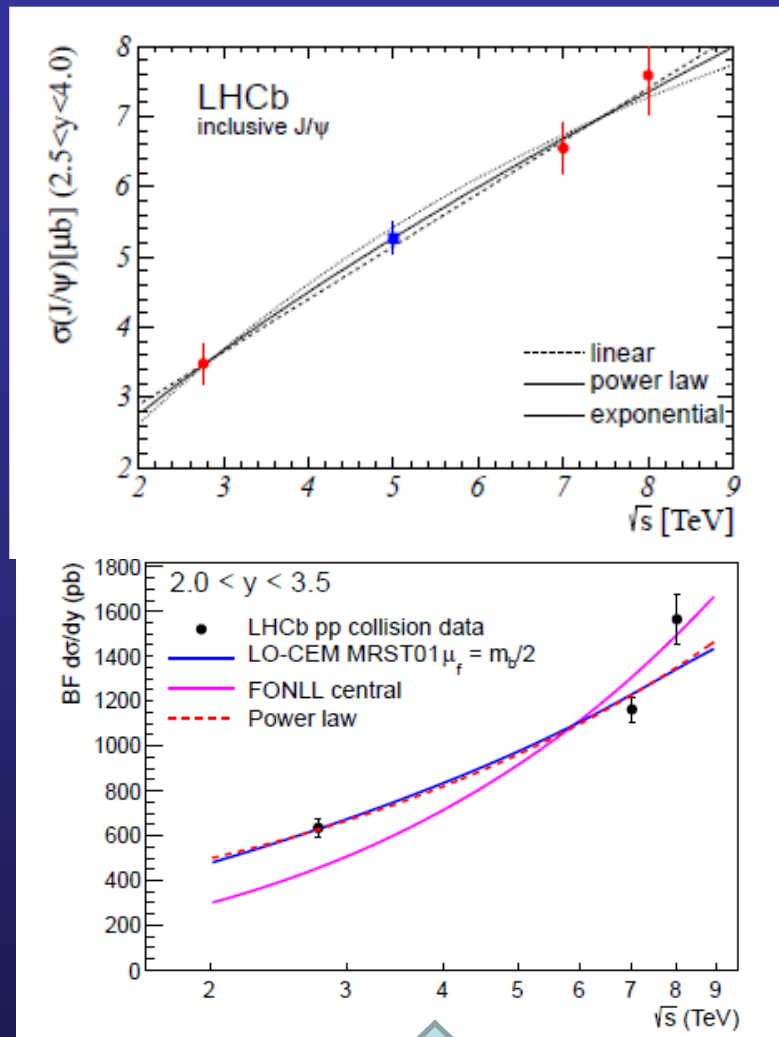 σ(J/ψ)[μb] (2.5<y<4.0)
8
7
6
5
4
3
2
LHCb
inclusive J/ψ
linear
power law
exponential
2 3 4 5 6 7 8 9
√s [TeV]
BF dσ/dy (pb)
1800
1600
1400
1200
1000
800
600
400
200
0
2.0 < y < 3.5
LHCb pp collision data
LO-CEM MRST01 μf = mb/2
FONLL central
Power law
2 3 4 5 6 7 8 9
√s (TeV)